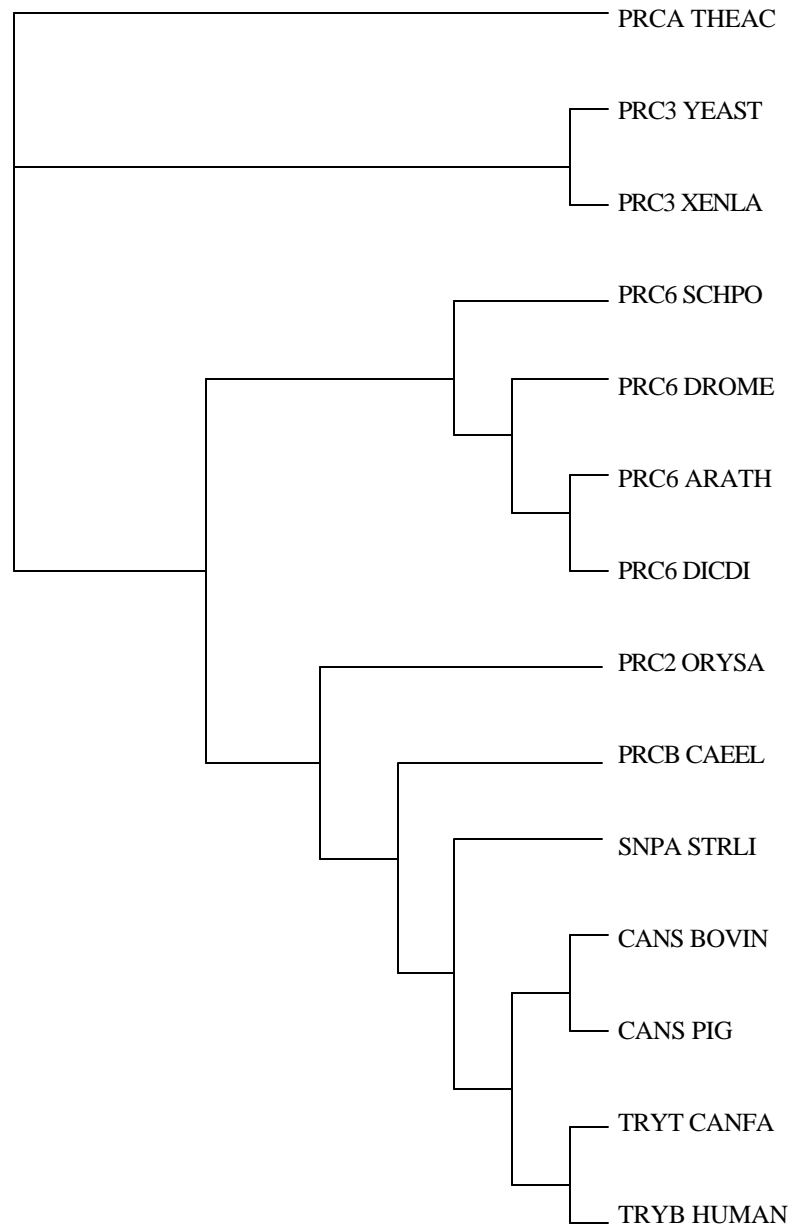 PRCA THEAC
PRC3 YEAST
PRC3 XENLA
PRC6 SCHPO
PRC6 DROME
PRC6 ARATH
PRC6 DICDI
PRC2 ORYSA
PRCB CAEEL
SNPA STRLI
CANS BOVIN
CANS PIG
TRYT CANFA
TRYB HUMAN